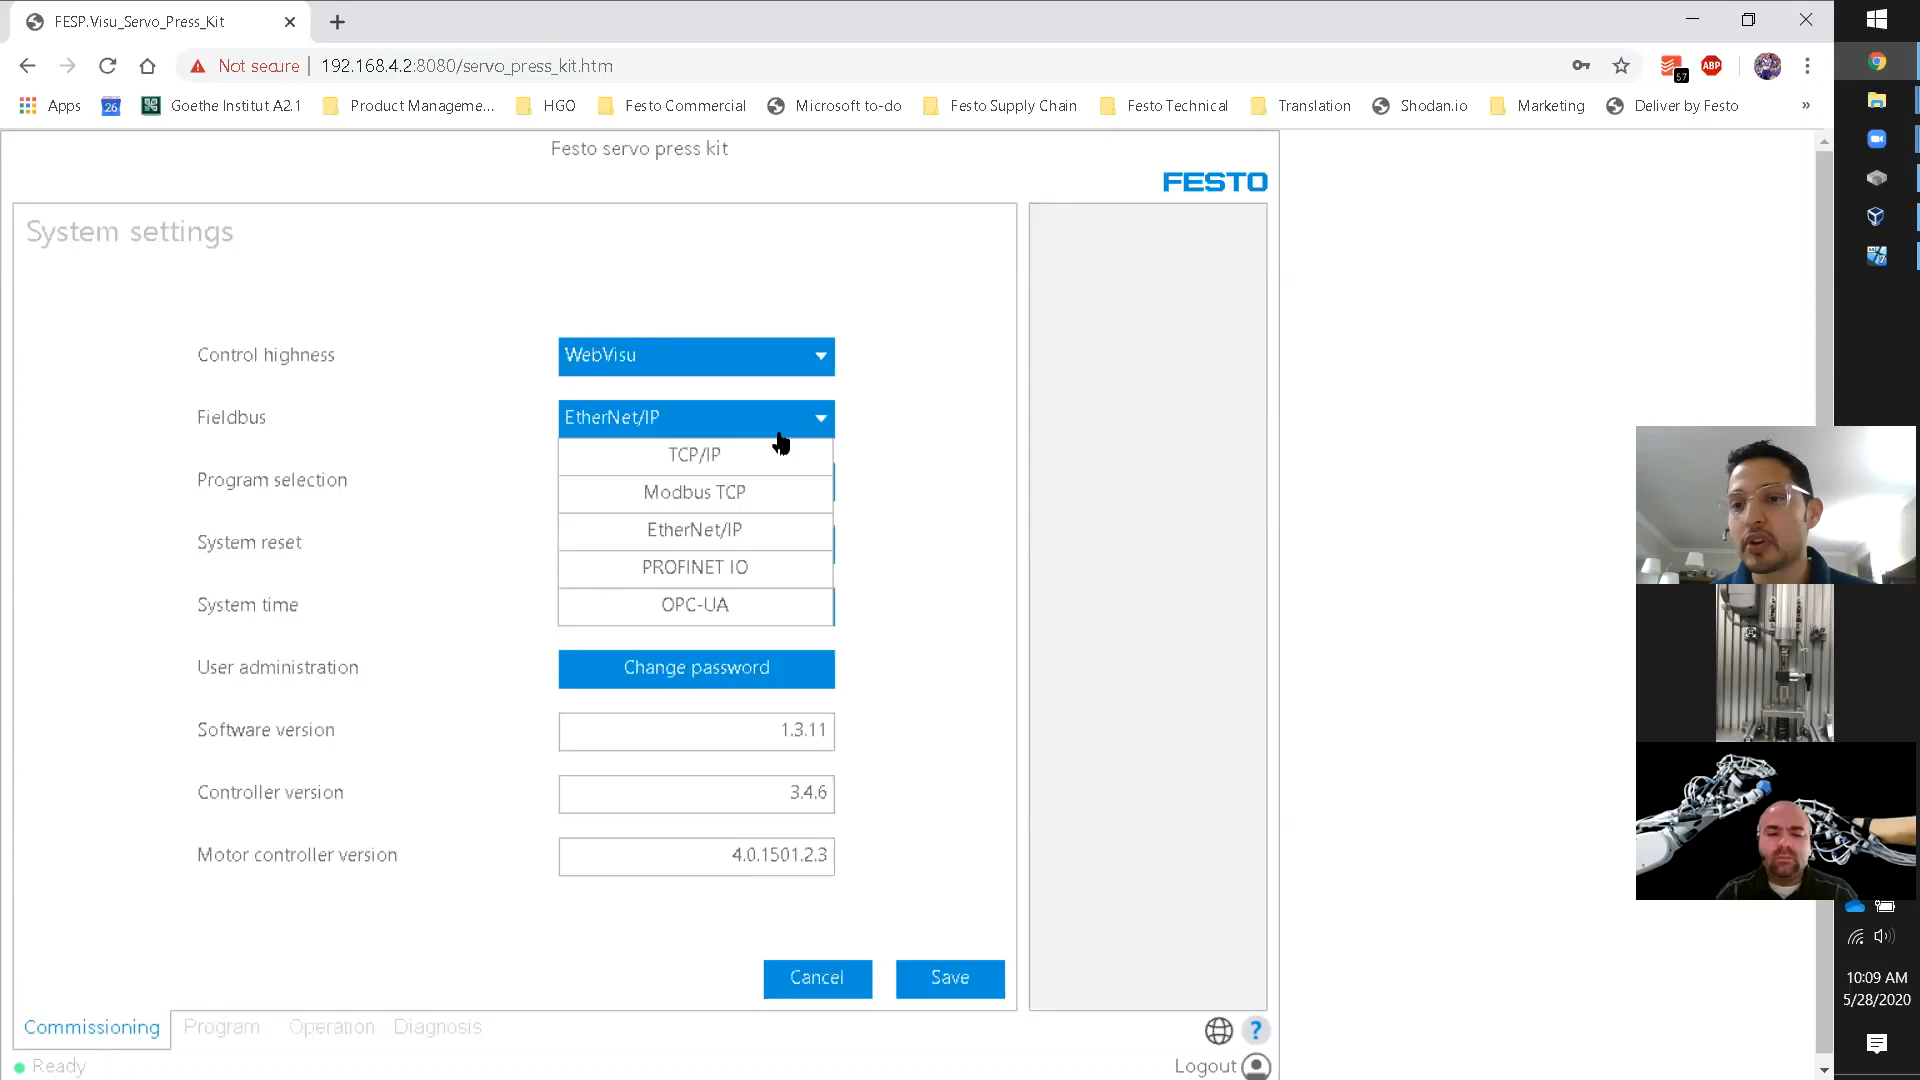 FESP.Visu_Servo_Press_Kit
Not secure | 192.168.4.2:8080/servo_press_kit.htm
57
ABP
Apps
26
Goethe Institut A2.1
Product Manageme...
HGO
Festo Commercial
Microsoft to-do
Festo Supply Chain
Festo Technical
Translation
Shodan.io
Marketing
Deliver by Festo
»
Festo servo press kit
FESTO
System settings
Control highness
WebVisu
Fieldbus
EtherNet/IP
TCP/IP
Program selection
Modbus TCP
EtherNet/IP
System reset
PROFINET IO
System time
OPC-UA
User administration
Change password
Software version
1.3.11
Controller version
3.4.6
Motor controller version
4.0.1501.2.3
Cancel
Save
Commissioning
Program
Operation
Diagnosis
?
Ready
Logout
10:09 AM
5/28/2020